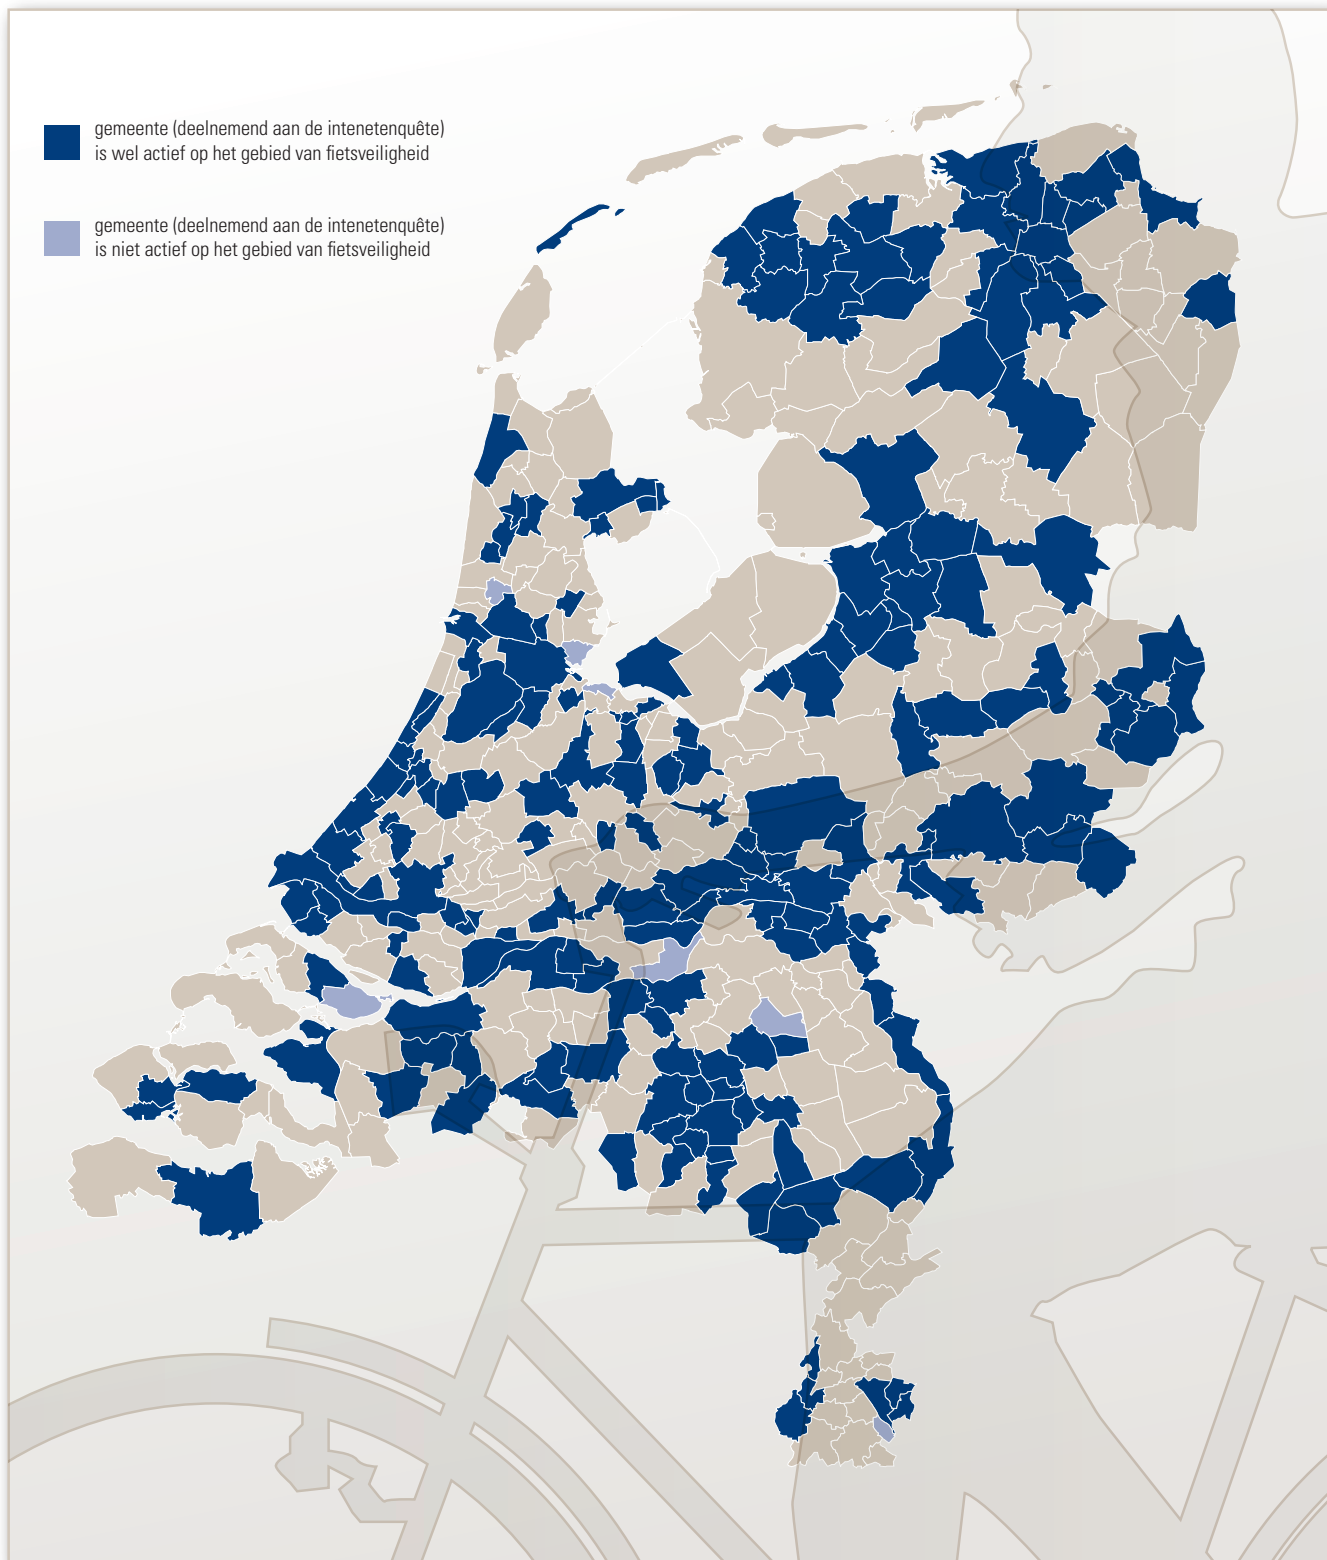 gemeente (deelnemend aan de intenetenquête)
is wel actief op het gebied van fietsveiligheid
gemeente (deelnemend aan de intenetenquête)
is niet actief op het gebied van fietsveiligheid